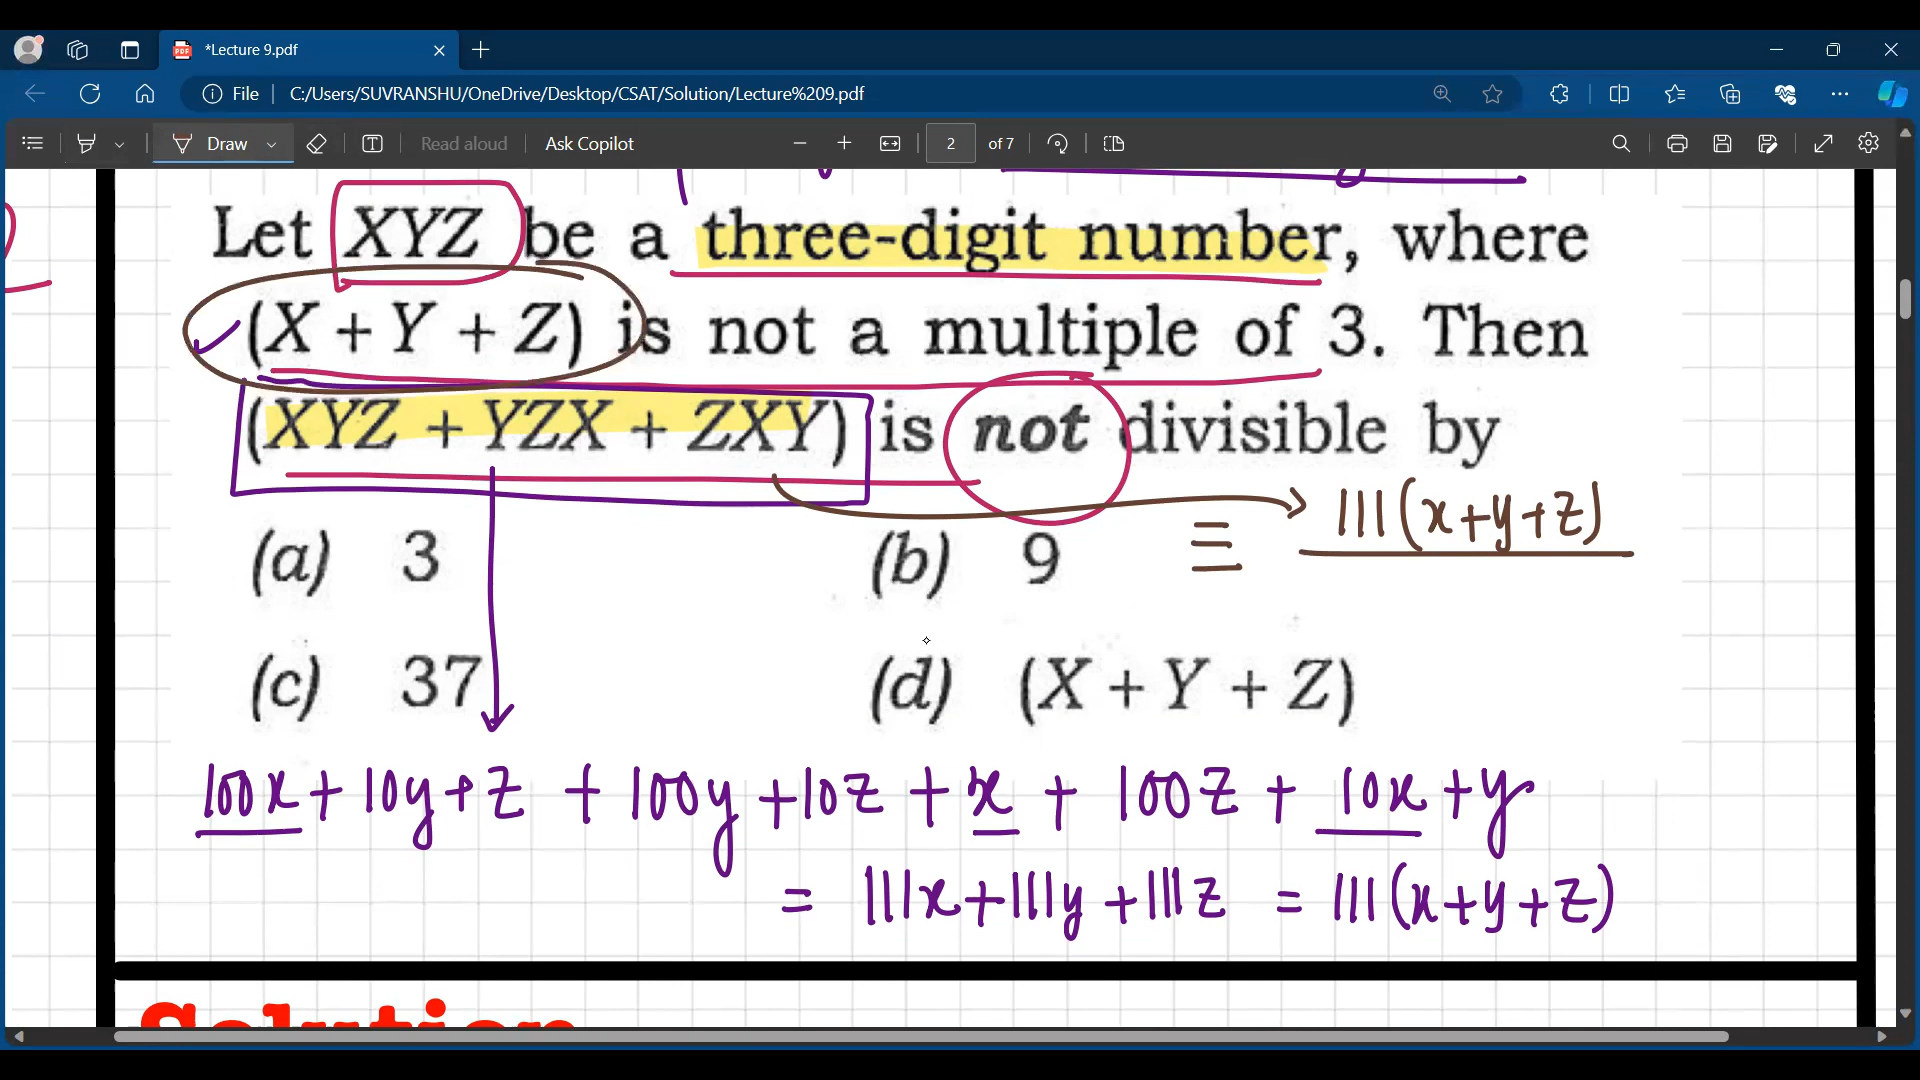 *Lecture 9.pdf
File C:/Users/SUVRANSHU/OneDrive/Desktop/CSAT/Solution/Lecture%209.pdf
Draw Read aloud Ask Copilot 2 of 7
Let XYZ be a three-digit number, where
(X + Y + Z) is not a multiple of 3. Then
(XYZ + YZX + ZXY) is not divisible by
≡ 111(x+y+z)
(a) 3 (b) 9
(c) 37 (d) (X + Y + Z)
100x + 10y + z + 100y + 10z + x + 100z + 10x + y
= 111x + 111y + 111z = 111(x+y+z)
Solution